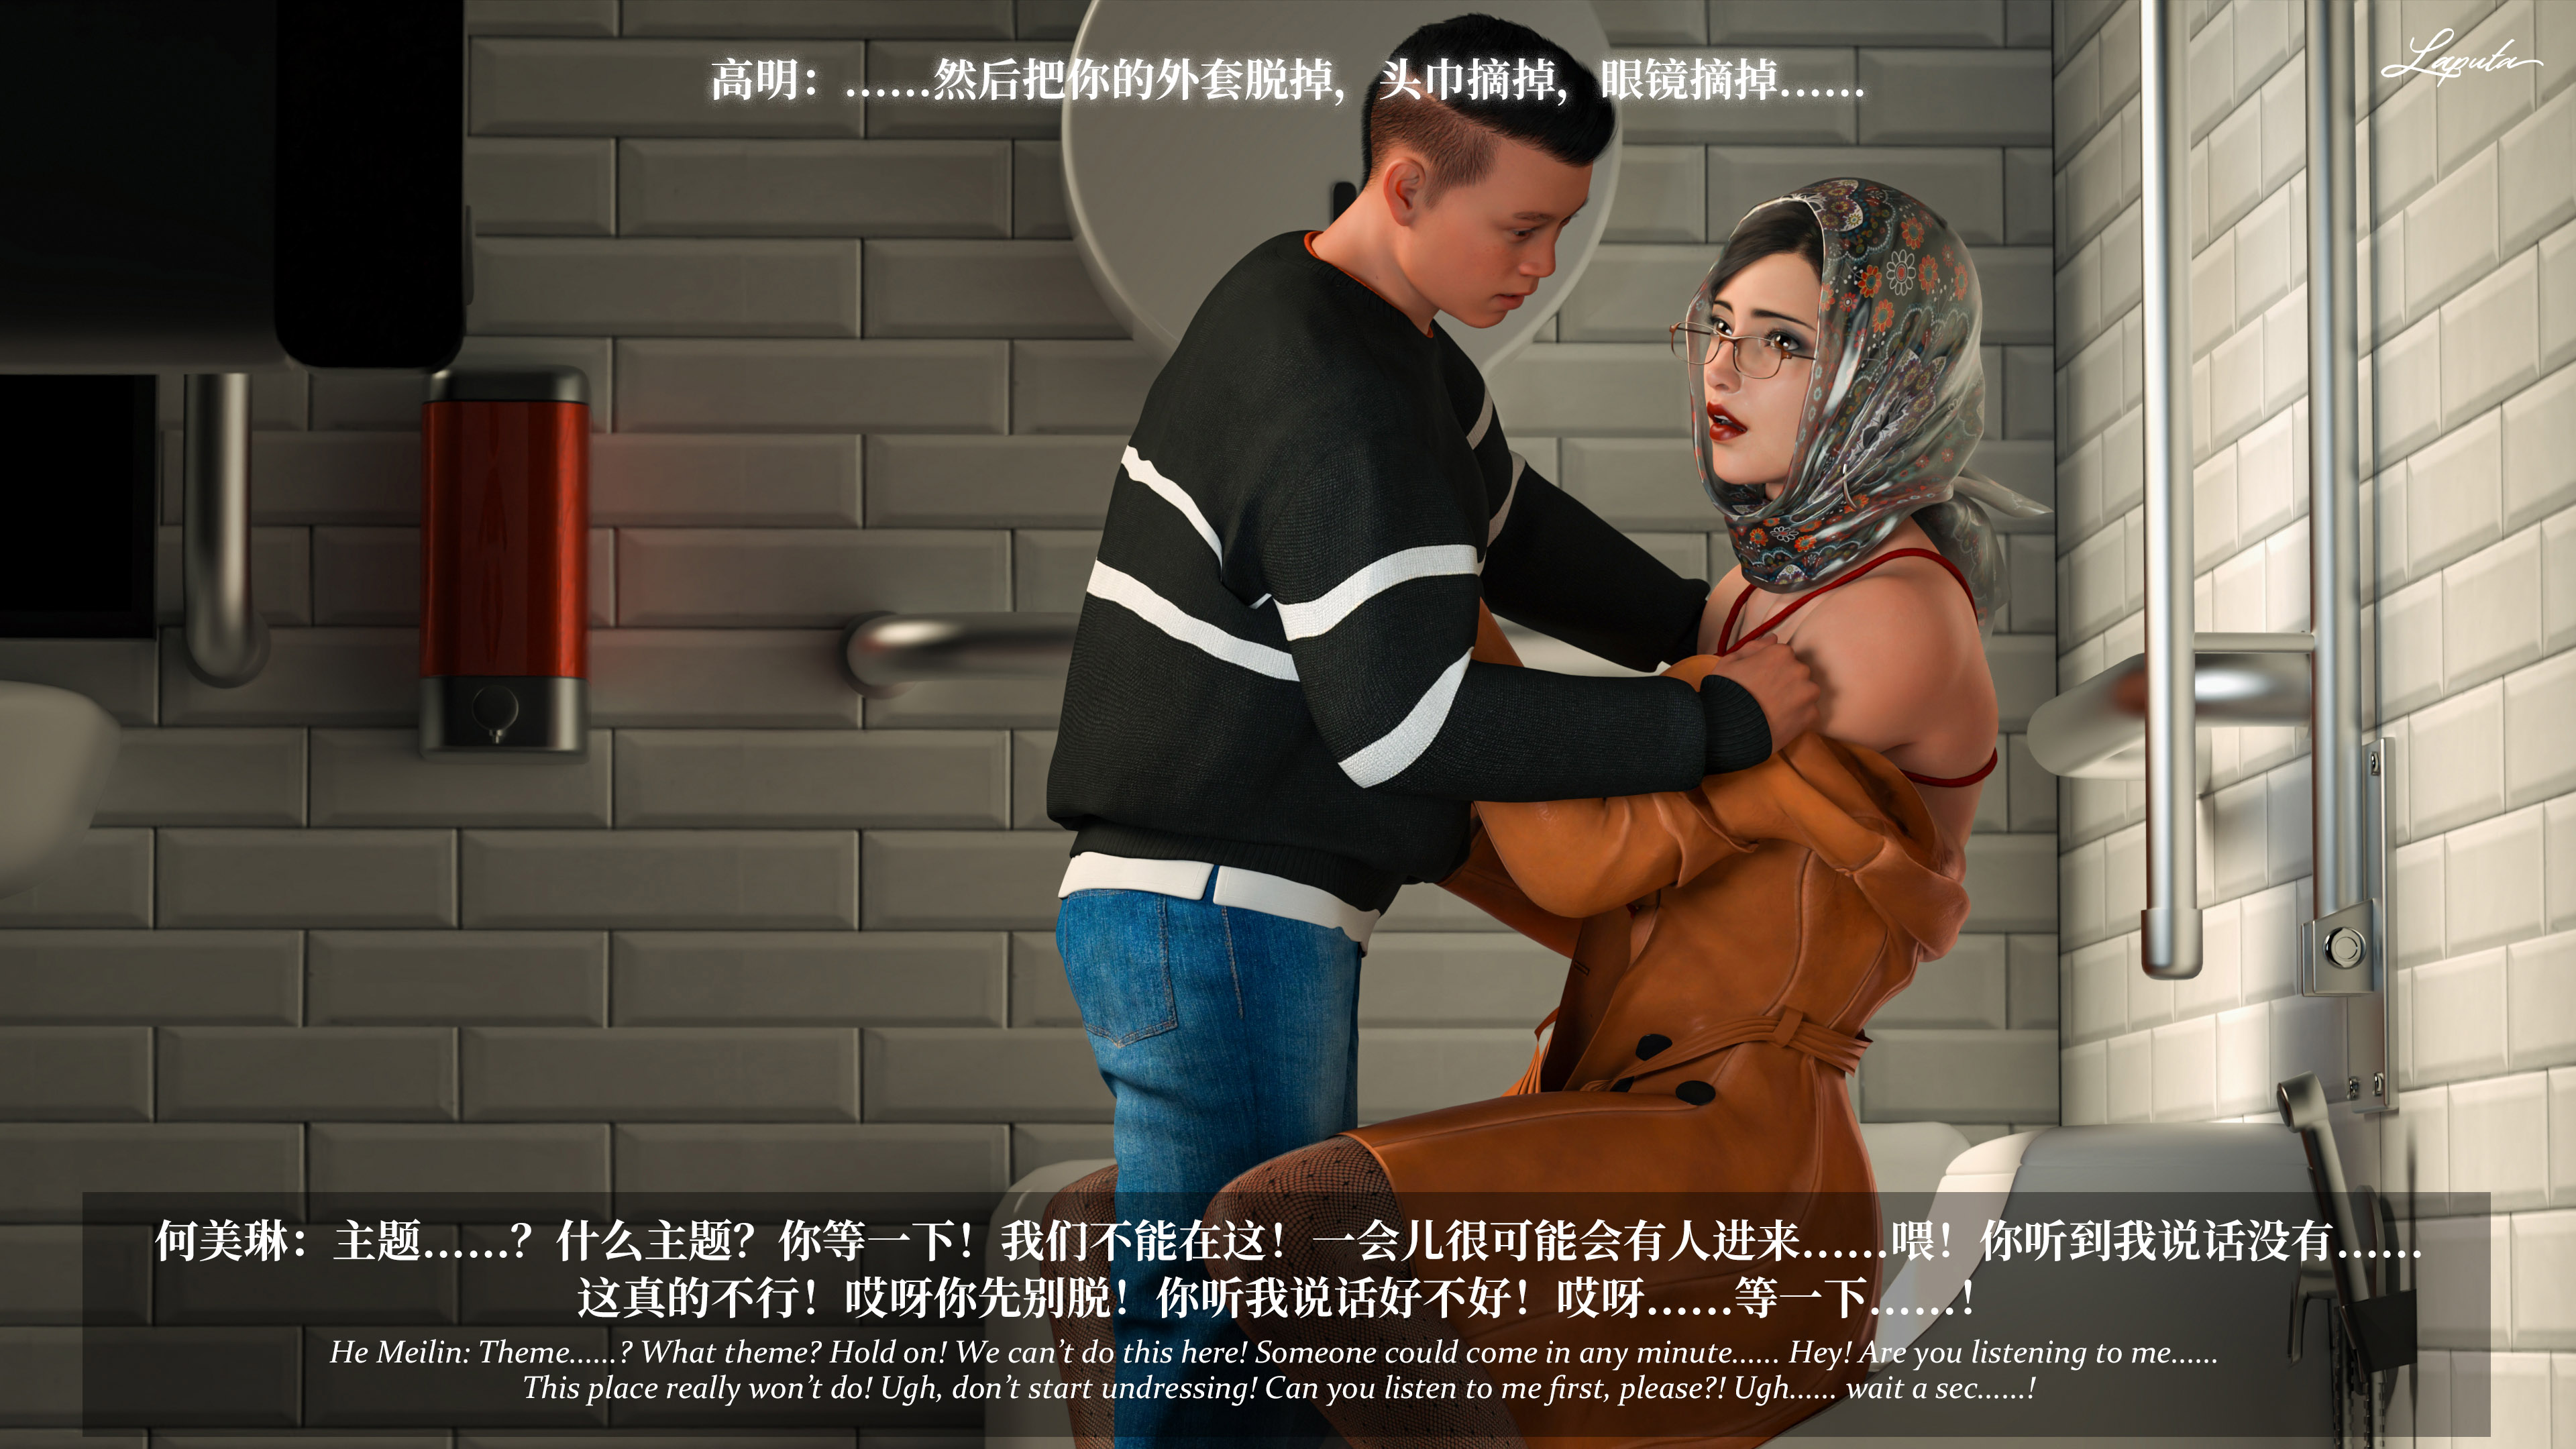 高明：……然后把你的外套脱掉，头巾摘掉，眼镜摘掉……
Laputa
何美琳：主题……？什么主题？你等一下！我们不能在这！一会儿很可能会有人进来……喂！你听到我说话没有……
这真的不行！哎呀你先别脱！你听我说话好不好！哎呀……等一下……！
He Meilin: Theme......? What theme? Hold on! We can’t do this here! Someone could come in any minute...... Hey! Are you listening to me......
This place really won’t do! Ugh, don’t start undressing! Can you listen to me first, please?! Ugh...... wait a sec......!